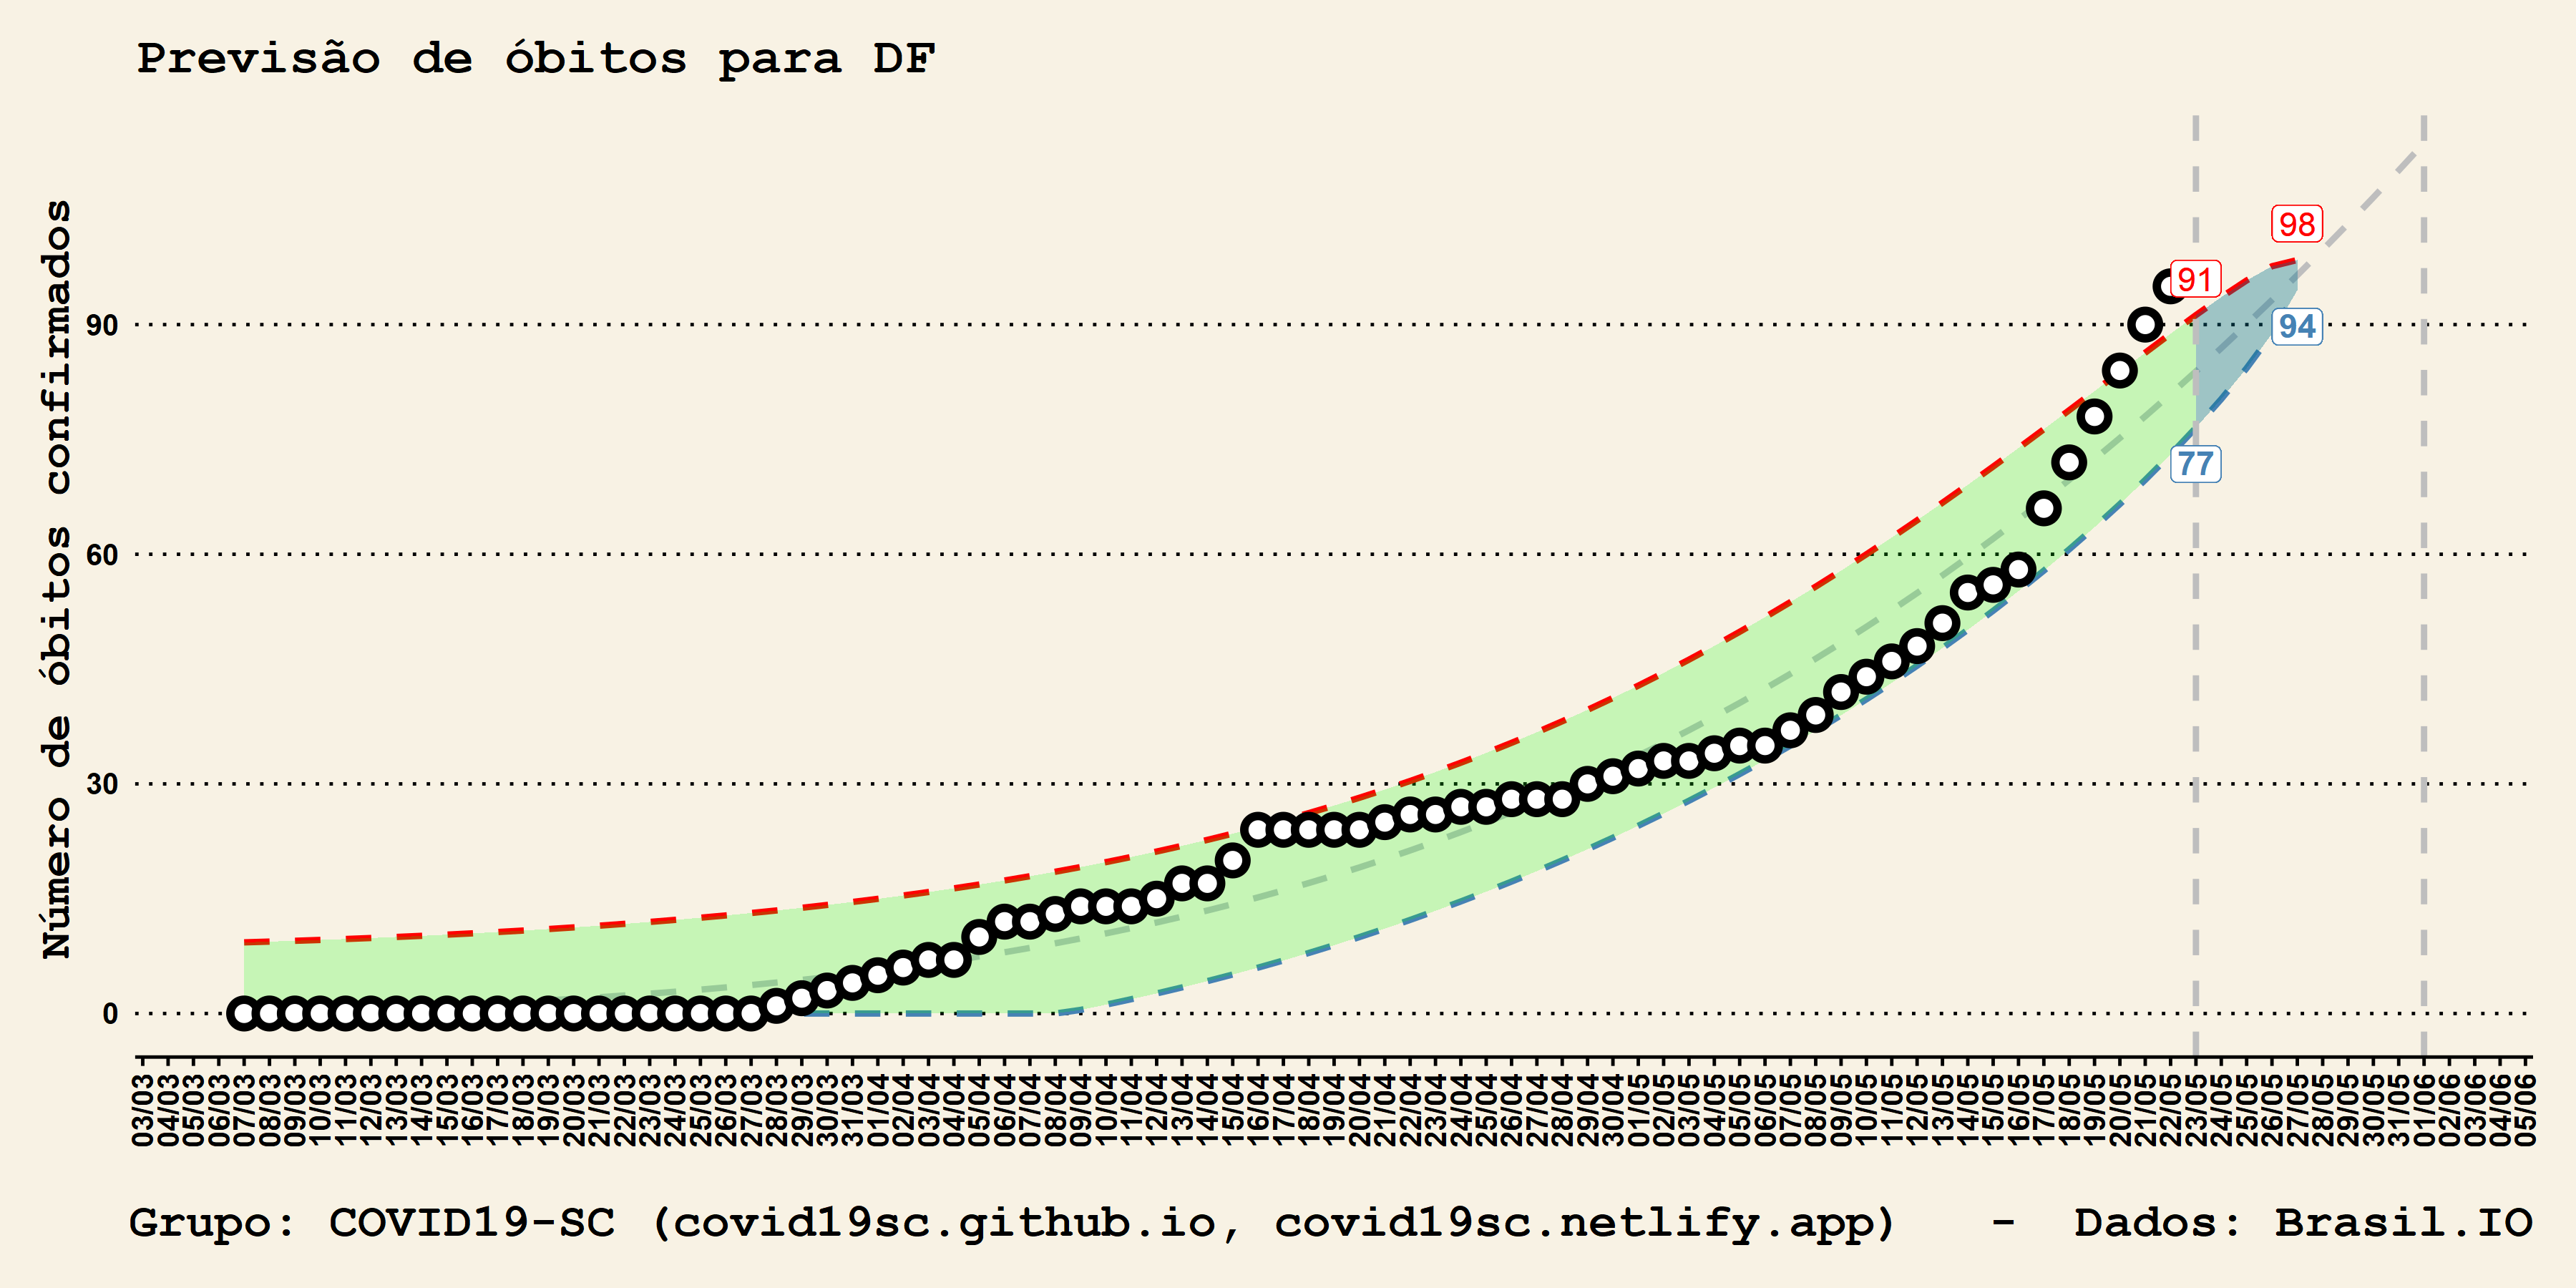 Previsão de óbitos para DF
Número de óbitos confirmados
90
60
30
0
98
91
94
77
03/03 04/03 05/03 06/03 07/03 08/03 09/03 10/03 11/03 12/03 13/03 14/03 15/03 16/03 17/03 18/03 19/03 20/03 21/03 22/03 23/03 24/03 25/03 26/03 27/03 28/03 29/03 30/03 31/03 01/04 02/04 03/04 04/04 05/04 06/04 07/04 08/04 09/04 10/04 11/04 12/04 13/04 14/04 15/04 16/04 17/04 18/04 19/04 20/04 21/04 22/04 23/04 24/04 25/04 26/04 27/04 28/04 29/04 30/04 01/05 02/05 03/05 04/05 05/05 06/05 07/05 08/05 09/05 10/05 11/05 12/05 13/05 14/05 15/05 16/05 17/05 18/05 19/05 20/05 21/05 22/05 23/05 24/05 25/05 26/05 27/05 28/05 29/05 30/05 31/05 01/06 02/06 03/06 04/06 05/06
Grupo: COVID19-SC (covid19sc.github.io, covid19sc.netlify.app) - Dados: Brasil.IO